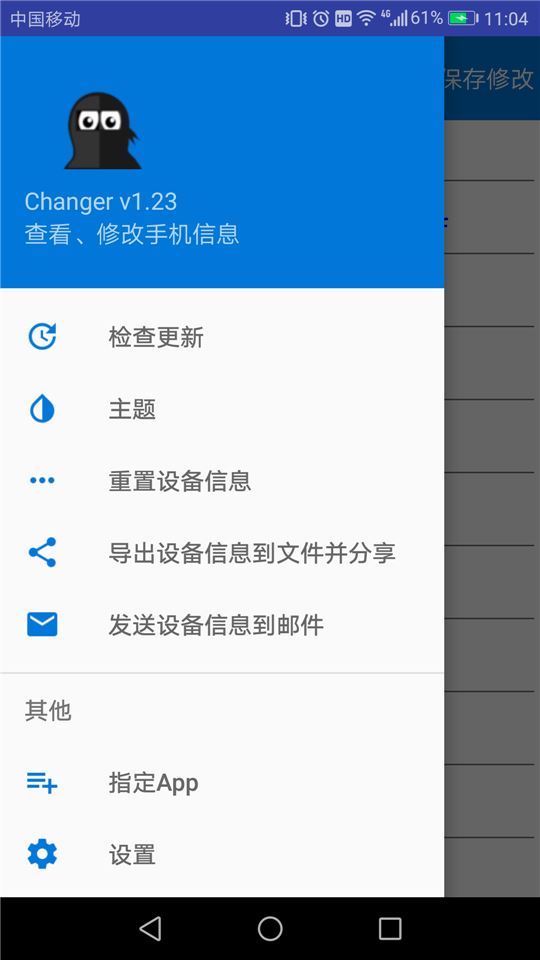 中国移动
HD 4G 61% 11:04
保存修改
Changer v1.23
查看、修改手机信息
检查更新
主题
重置设备信息
导出设备信息到文件并分享
发送设备信息到邮件
其他
指定App
设置